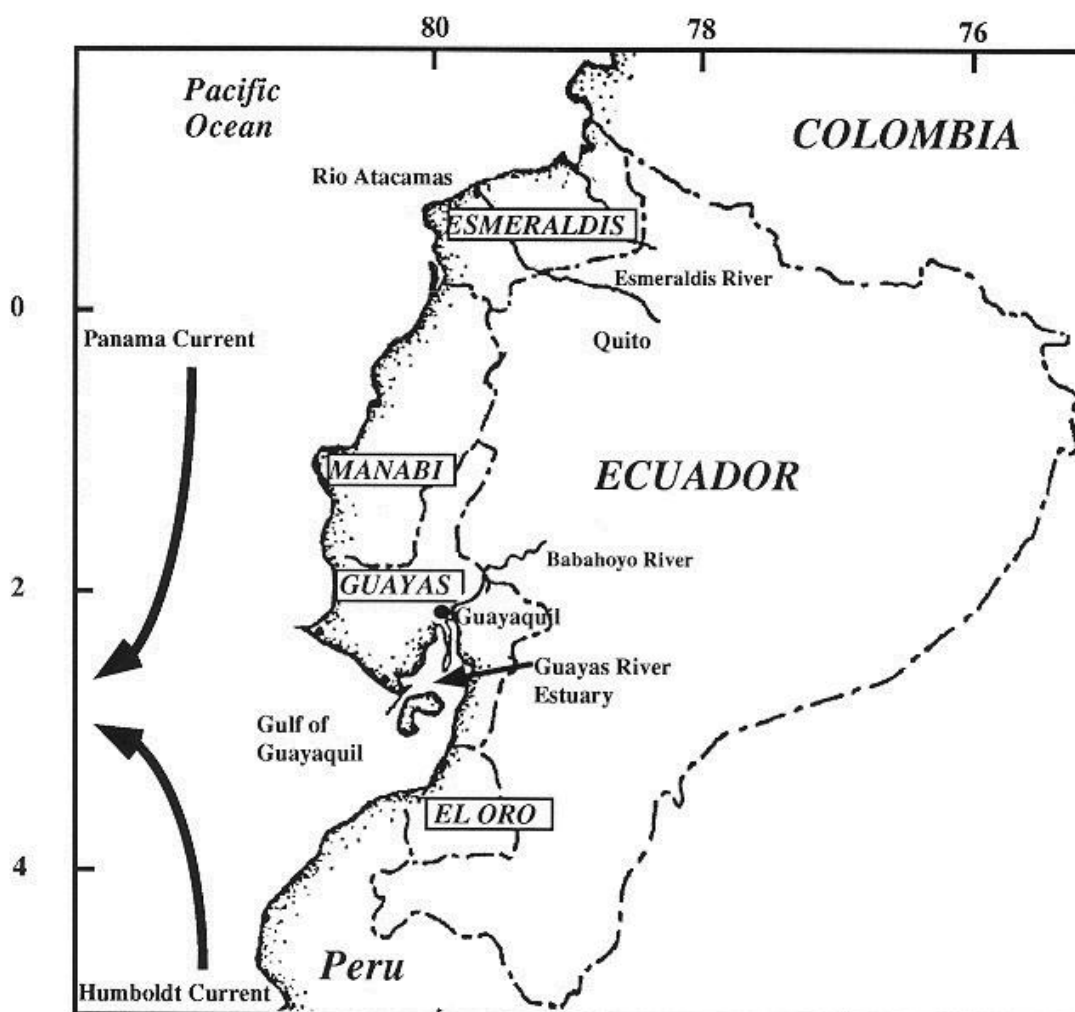 80
78
76
Pacific
Ocean
COLOMBIA
Rio Atacamas
ESMERALDIS
Esmeraldis River
0
Panama Current
Quito
MANABI
ECUADOR
Babahoyo River
2
GUAYAS
Guayaquil
Guayas River
Estuary
Gulf of
Guayaquil
EL ORO
4
Peru
Humboldt Current